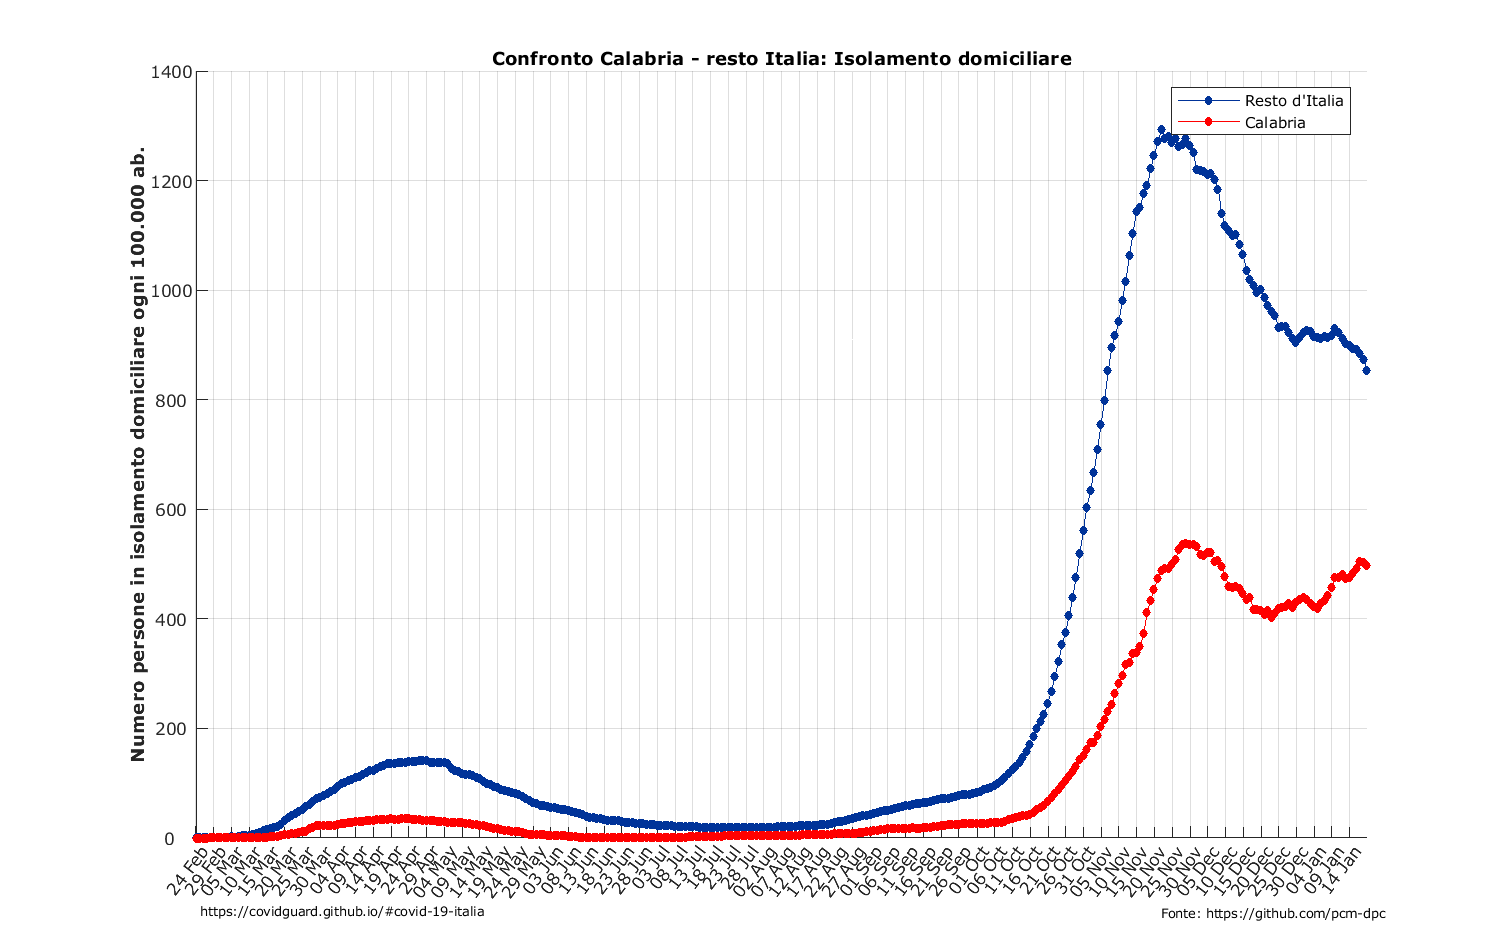 Confronto Calabria - resto Italia: Isolamento domiciliare
Numero persone in isolamento domiciliare ogni 100.000 ab.
1400
1200
1000
800
600
400
200
0
Resto d'Italia
Calabria
24 Feb
29 Feb
05 Mar
10 Mar
15 Mar
20 Mar
25 Mar
30 Mar
04 Apr
09 Apr
14 Apr
19 Apr
24 Apr
29 Apr
04 May
09 May
14 May
19 May
24 May
29 May
03 Jun
08 Jun
13 Jun
18 Jun
23 Jun
28 Jun
03 Jul
08 Jul
13 Jul
18 Jul
23 Jul
28 Jul
02 Aug
07 Aug
12 Aug
17 Aug
22 Aug
27 Aug
01 Sep
06 Sep
11 Sep
16 Sep
21 Sep
26 Sep
01 Oct
06 Oct
11 Oct
16 Oct
21 Oct
26 Oct
31 Oct
05 Nov
10 Nov
15 Nov
20 Nov
25 Nov
30 Nov
05 Dec
10 Dec
15 Dec
20 Dec
25 Dec
30 Dec
04 Jan
09 Jan
14 Jan
https://covidguard.github.io/#covid-19-italia
Fonte: https://github.com/pcm-dpc